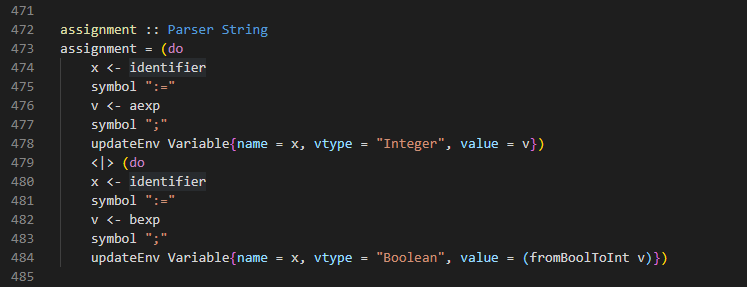 471
472 assignment :: Parser String
473 assignment = (do
474 x <- identifier
475 symbol ":="
476 v <- aexp
477 symbol ";"
478 updateEnv Variable{name = x, vtype = "Integer", value = v})
479 <|> (do
480 x <- identifier
481 symbol ":="
482 v <- bexp
483 symbol ";"
484 updateEnv Variable{name = x, vtype = "Boolean", value = (fromBoolToInt v)})
485